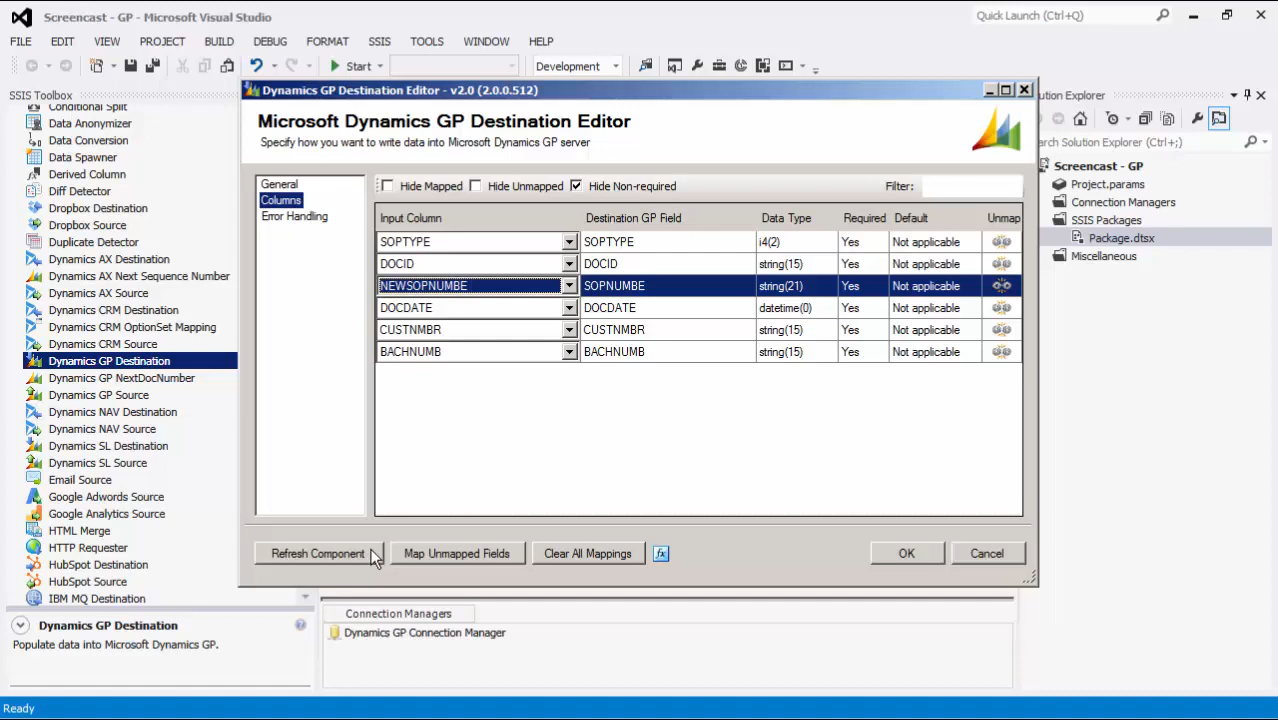 Screencast - GP - Microsoft Visual Studio
Quick Launch (Ctrl+Q)
FILE EDIT VIEW PROJECT BUILD DEBUG FORMAT SSIS TOOLS WINDOW HELP
Start Development
SSIS Toolbox
Conditional Split
Data Anonymizer
Data Conversion
Data Spawner
Derived Column
Diff Detector
Dropbox Destination
Dropbox Source
Duplicate Detector
Dynamics AX Destination
Dynamics AX Next Sequence Number
Dynamics AX Source
Dynamics CRM Destination
Dynamics CRM OptionSet Mapping
Dynamics CRM Source
Dynamics GP Destination
Dynamics GP NextDocNumber
Dynamics GP Source
Dynamics NAV Destination
Dynamics NAV Source
Dynamics SL Destination
Dynamics SL Source
Email Source
Google Adwords Source
Google Analytics Source
HTML Merge
HTTP Requester
HubSpot Destination
HubSpot Source
IBM MQ Destination
Dynamics GP Destination
Populate data into Microsoft Dynamics GP.
Dynamics GP Destination Editor - v2.0 (2.0.0.512)
Microsoft Dynamics GP Destination Editor
Specify how you want to write data into Microsoft Dynamics GP server
General
Columns
Error Handling
Hide Mapped Hide Unmapped Hide Non-required Filter:
Input Column Destination GP Field Data Type Required Default Unmap
SOPTYPE SOPTYPE i4(2) Yes Not applicable
DOCID DOCID string(15) Yes Not applicable
NEWSOPNUMBE SOPNUMBE string(21) Yes Not applicable
DOCDATE DOCDATE datetime(0) Yes Not applicable
CUSTNMBR CUSTNMBR string(15) Yes Not applicable
BACHNUMB BACHNUMB string(15) Yes Not applicable
Refresh Component Map Unmapped Fields Clear All Mappings fx OK Cancel
Connection Managers
Dynamics GP Connection Manager
ution Explorer
arch Solution Explorer (Ctrl+;)
Screencast - GP
Project.params
Connection Managers
SSIS Packages
Package.dtsx
Miscellaneous
Ready